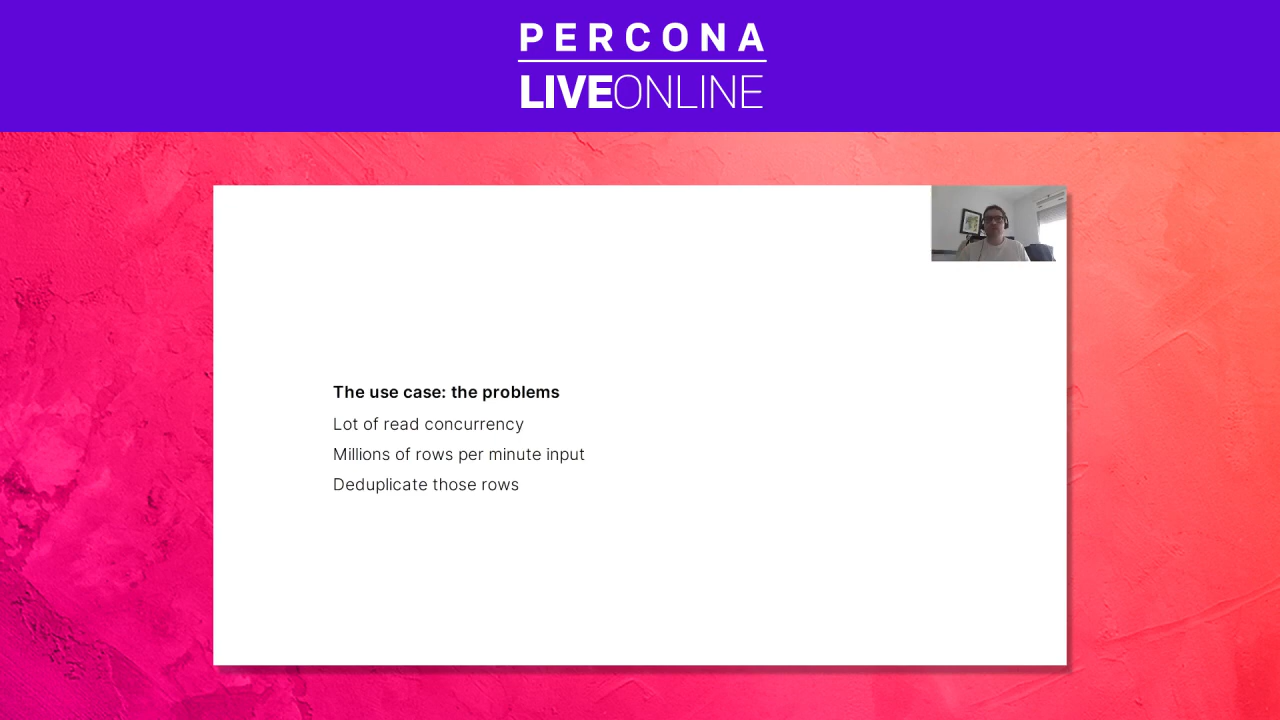 PERCONA
LIVEONLINE
The use case: the problems
Lot of read concurrency
Millions of rows per minute input
Deduplicate those rows